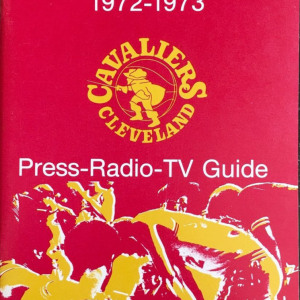 1972-1973
CAVALIERS
CLEVELAND
Press-Radio-TV Guide